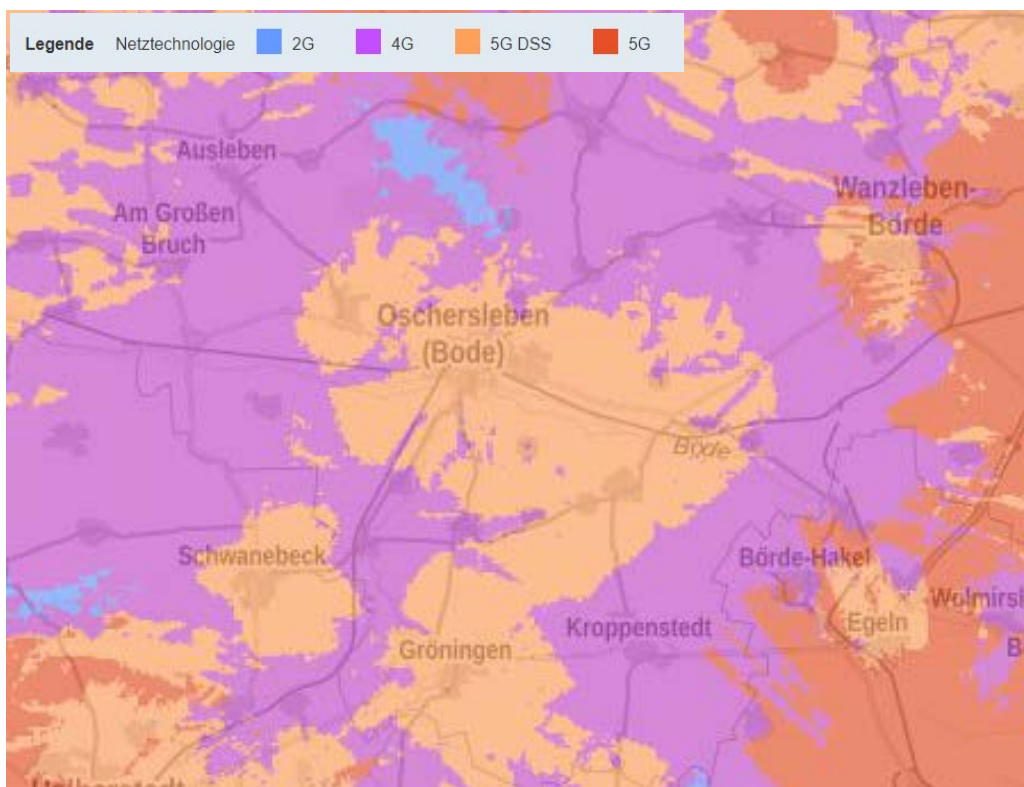 Legende Netztechnologie 2G 4G 5G DSS 5G
Ausleben
Wanzleben-
Börde
Am Großen
Bruch
Oschersleben
(Bode)
Bode
Schwanebeck
Börde-Hakel
Egeln
Kroppenstedt
Gröningen